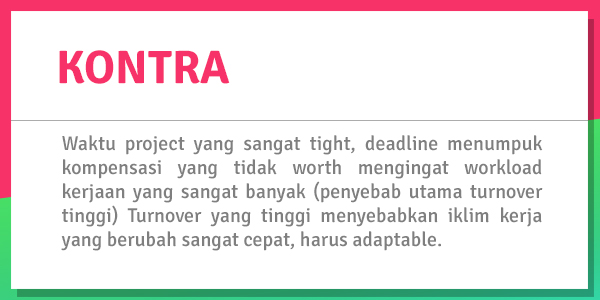 KONTRA
Waktu project yang sangat tight, deadline menumpuk
kompensasi yang tidak worth mengingat workload
kerjaan yang sangat banyak (penyebab utama turnover
tinggi) Turnover yang tinggi menyebabkan iklim kerja
yang berubah sangat cepat, harus adaptable.